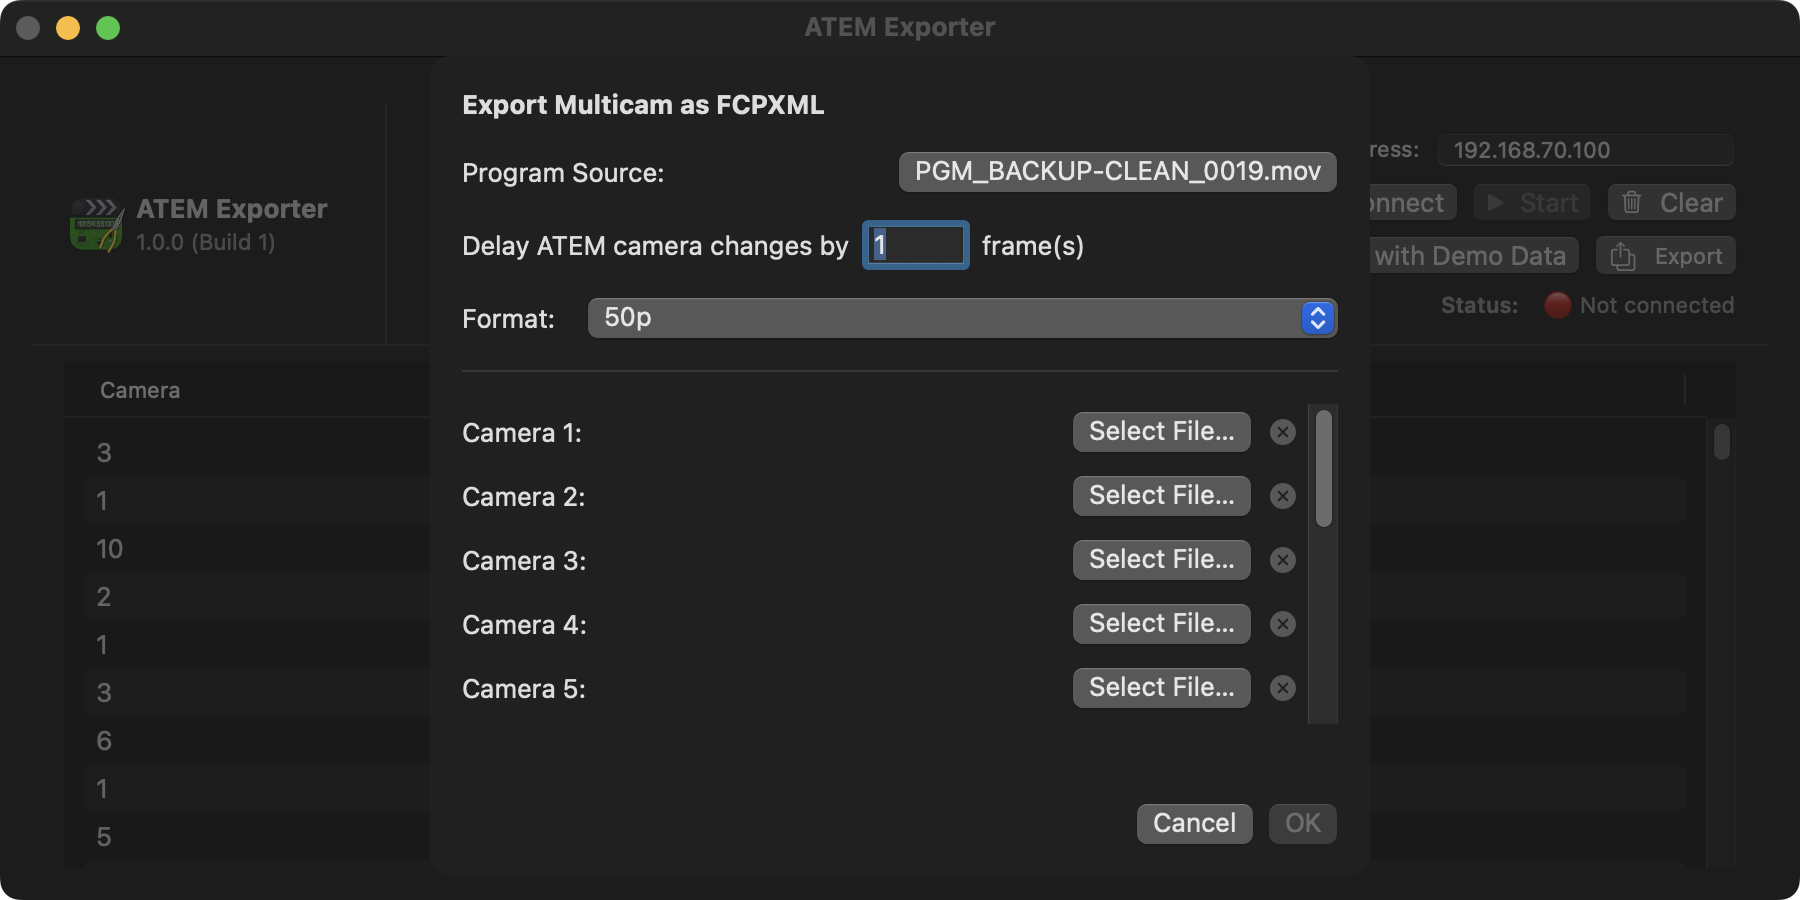 ATEM Exporter
Export Multicam as FCPXML
Program Source: PGM_BACKUP-CLEAN_0019.mov
Delay ATEM camera changes by 1 frame(s)
Format: 50p
Camera 1: Select File...
Camera 2: Select File...
Camera 3: Select File...
Camera 4: Select File...
Camera 5: Select File...
Cancel OK
ATEM Exporter
1.0.0 (Build 1)
ress: 192.168.70.100
onnect Start Clear
with Demo Data Export
Status: Not connected
Camera
3
1
10
2
1
3
6
1
5